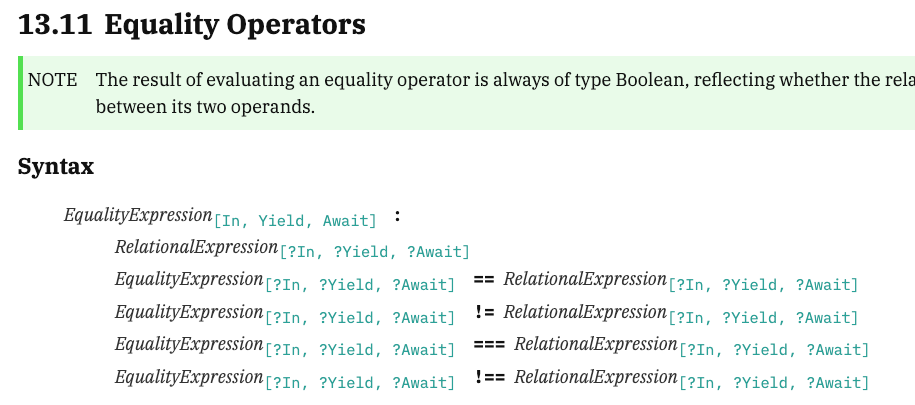 13.11 Equality Operators
NOTE The result of evaluating an equality operator is always of type Boolean, reflecting whether the rela
between its two operands.
Syntax
EqualityExpression[In, Yield, Await] :
RelationalExpression[?In, ?Yield, ?Await]
EqualityExpression[?In, ?Yield, ?Await] == RelationalExpression[?In, ?Yield, ?Await]
EqualityExpression[?In, ?Yield, ?Await] != RelationalExpression[?In, ?Yield, ?Await]
EqualityExpression[?In, ?Yield, ?Await] === RelationalExpression[?In, ?Yield, ?Await]
EqualityExpression[?In, ?Yield, ?Await] !== RelationalExpression[?In, ?Yield, ?Await]